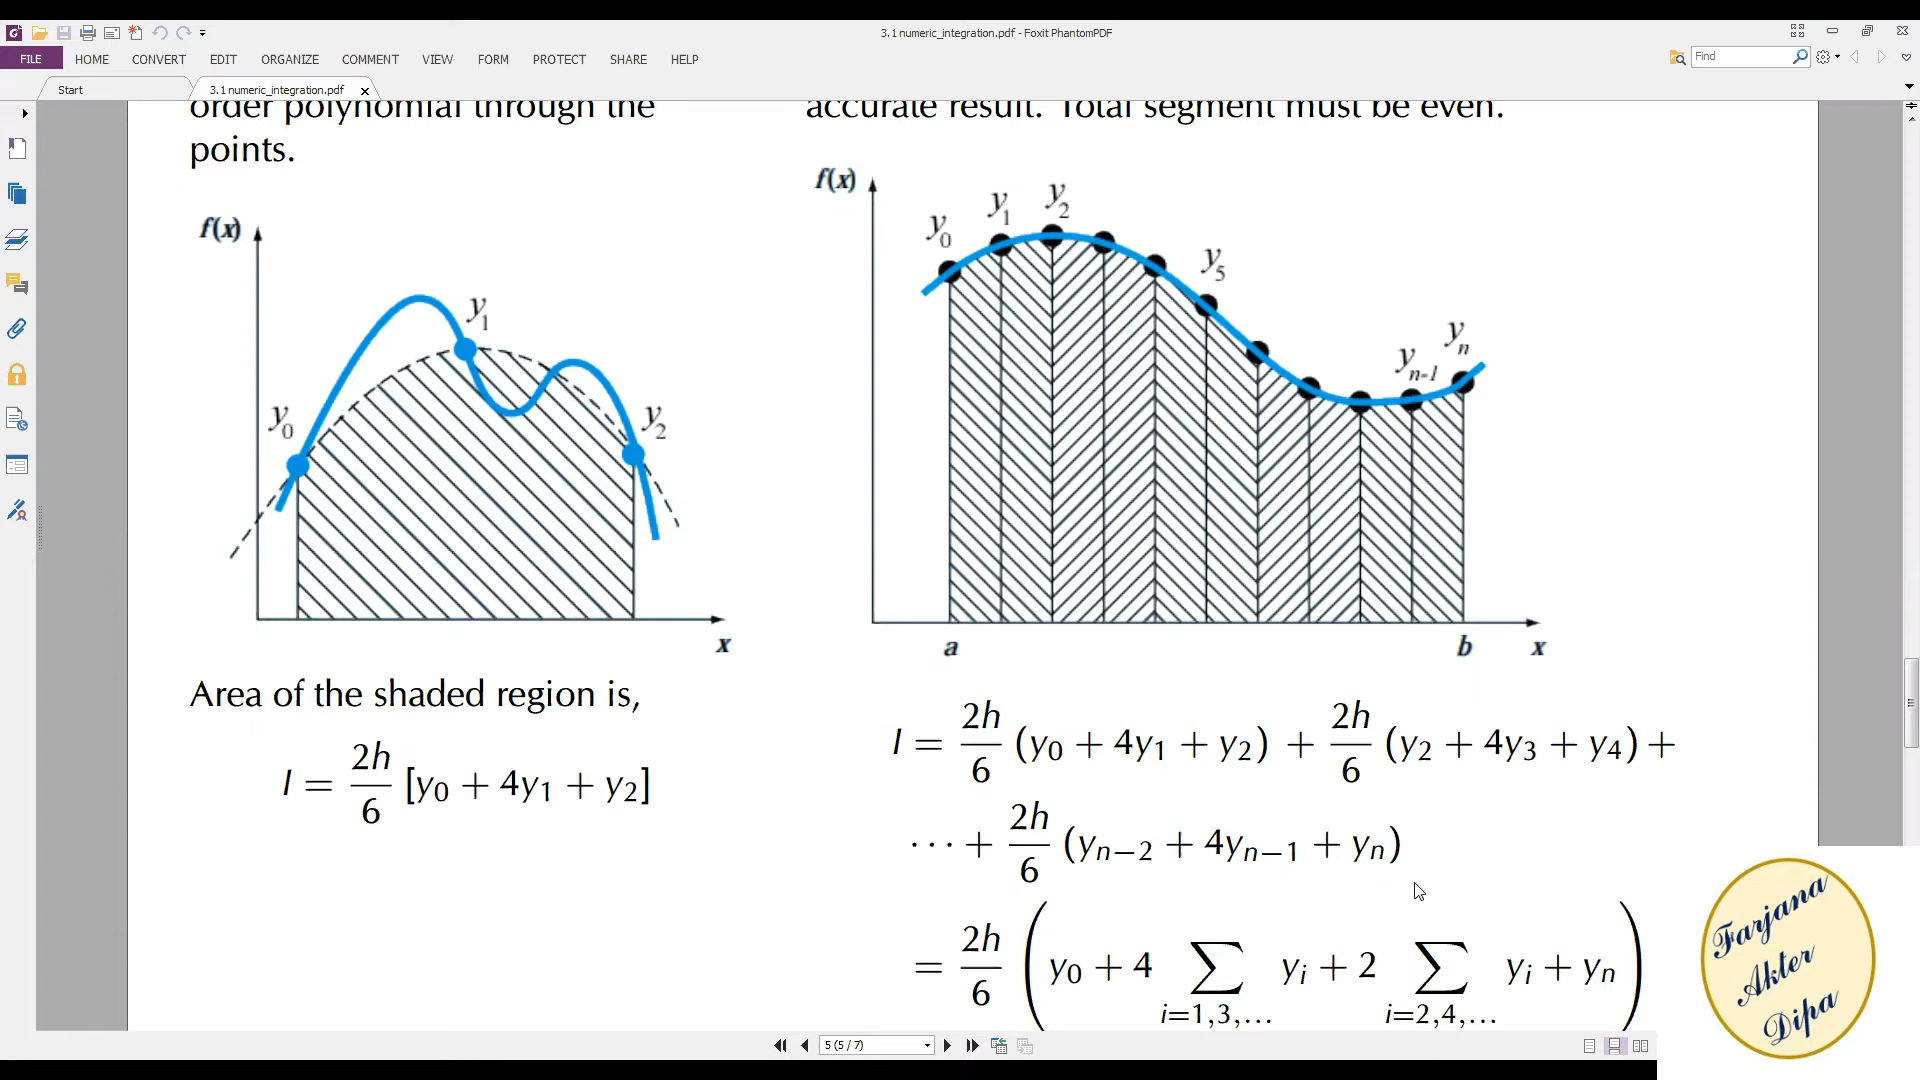 3.1 numeric_integration.pdf - Foxit PhantomPDF
FILE HOME CONVERT EDIT ORGANIZE COMMENT VIEW FORM PROTECT SHARE HELP
Find
Start 3.1 numeric_integration.pdf
order polynomial through the
points.
f(x)
y0
y1
y2
x
Area of the shaded region is,
I = 2h/6 [y0 + 4y1 + y2]
accurate result. Total segment must be even.
f(x)
y0
y1
y2
y5
yn-1
yn
a
b
x
I = 2h/6 (y0 + 4y1 + y2) + 2h/6 (y2 + 4y3 + y4) +
⋯ + 2h/6 (yn−2 + 4yn−1 + yn)
= 2h/6 (y0 + 4 ∑ i=1,3,... yi + 2 ∑ i=2,4,... yi + yn)
5 (5 / 7)
Farjana
Akter
Dipa